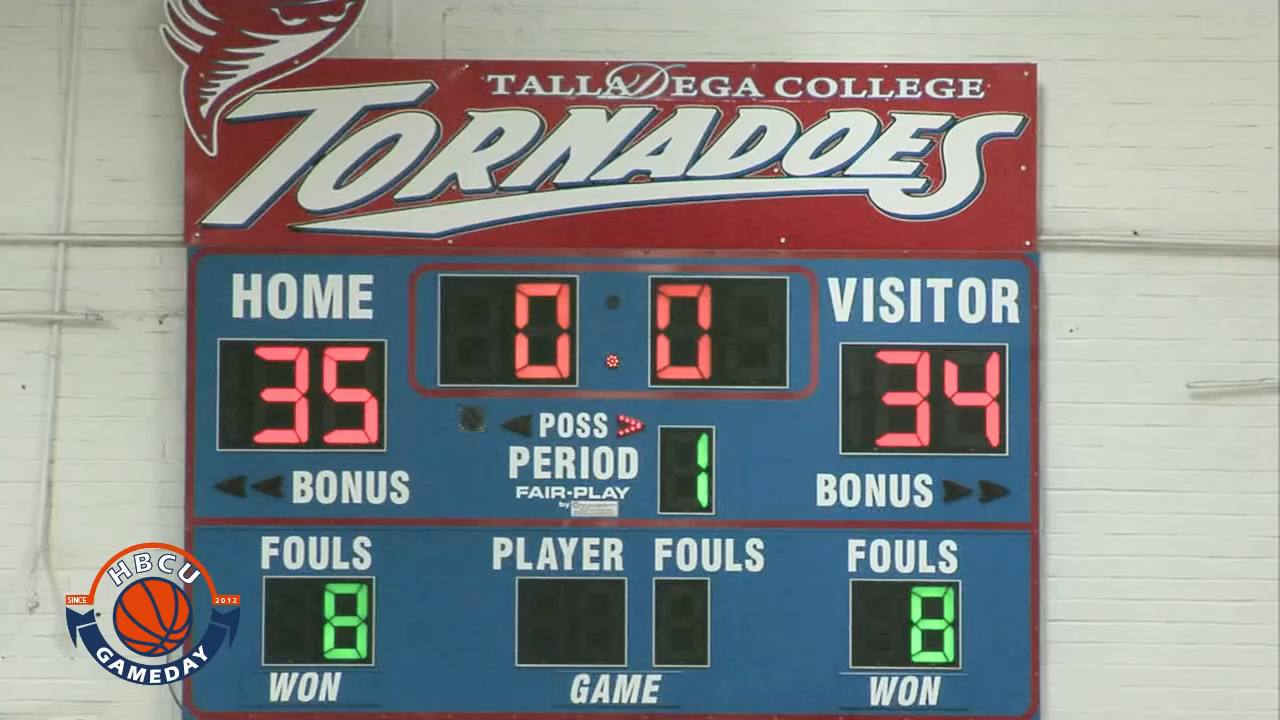 TALLADEGA COLLEGE
TORNADOES
HOME
0 : 0
VISITOR
35
34
POSS
PERIOD
1
FAIR-PLAY
by
BONUS
BONUS
FOULS
PLAYER FOULS
FOULS
8
8
WON
GAME
WON
HBCU
SINCE 2012
GAMEDAY